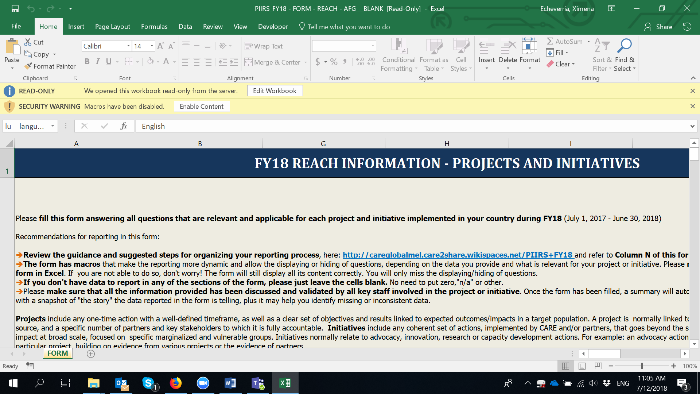 PIIRS FY18 - FORM - REACH - AFG - BLANK [Read-Only] - Excel
Echeverria, Ximena
File Home Insert Page Layout Formulas Data Review View Developer Tell me what you want to do Share
Paste Cut Copy Format Painter
Calibri 14
B I U
Wrap Text
Merge & Center
$ % ,
Conditional Formatting Format as Table Cell Styles
Insert Delete Format
AutoSum Fill Clear
Sort & Filter Find & Select
Clipboard Font Alignment Number Styles Cells Editing
READ-ONLY We opened this workbook read-only from the server. Edit Workbook
SECURITY WARNING Macros have been disabled. Enable Content
lu langu... fx English
A B G H I
1
FY18 REACH INFORMATION - PROJECTS AND INITIATIVES
Please fill this form answering all questions that are relevant and applicable for each project and initiative implemented in your country during FY18 (July 1, 2017 - June 30, 2018)
Recommendations for reporting in this form:
➔Review the guidance and suggested steps for organizing your reporting process, here: http://careglobalmel.care2share.wikispaces.net/PIIRS+FY18 and refer to Column N of this for
➔The form has macros that make the reporting more dynamic and allow the displaying or hiding of questions, depending on the data you provide and what is relevant for your project or initiative. Please
form in Excel. If you are not able to do so, don't worry! The form will still display all its content correctly. You will only miss the displaying/hiding of questions.
➔If you don't have data to report in any of the sections of the form, please just leave the cells blank. No need to put zero,"n/a" or other.
➔Please make sure that all the information provided has been discussed and validated by all key staff involved in the project or initiative. Once the form has been filled, a summary will auto
with a snapshot of "the story" the data reported in the form is telling, plus it may help you identify missing or inconsistent data.
Projects include any one-time action with a well-defined timeframe, as well as a clear set of objectives and results linked to expected outcomes/impacts in a target population. A project is normally linked to
source, and a specific number of partners and key stakeholders to which it is fully accountable. Initiatives include any coherent set of actions, implemented by CARE and/or partners, that goes beyond the s
impact at broad scale, focused on specific marginalized and vulnerable groups. Initiatives normally relate to advocacy, innovation, research or capacity development actions. For example: an advocacy action
particular project, building on evidence from various projects or the evidence of partners
FORM
Ready 100%
ENG 11:05 AM
7/12/2018